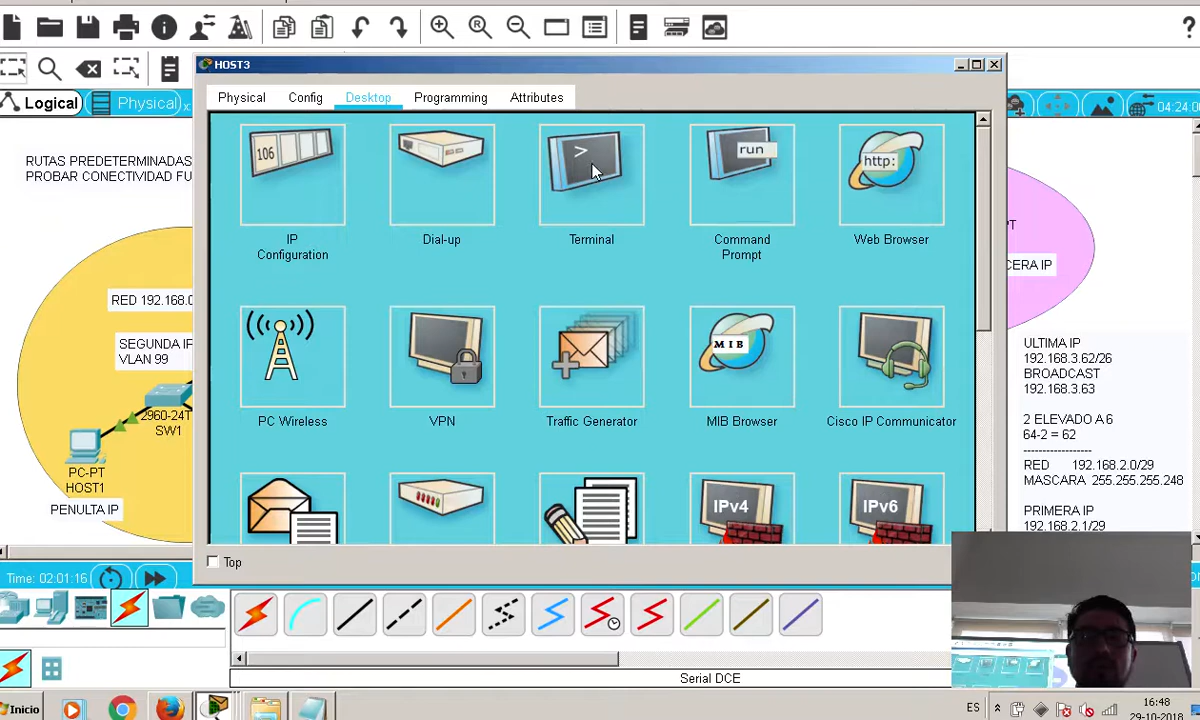 HOST3
Physical
Config
Desktop
Programming
Attributes
Logical
Physical
04:24:0
RUTAS PREDETERMINADAS
PROBAR CONECTIVIDAD FU
106
>
run
http:
IP
Configuration
Dial-up
Terminal
Command
Prompt
Web Browser
MIB
PC Wireless
VPN
Traffic Generator
MIB Browser
Cisco IP Communicator
IPv4
IPv6
Top
RED 192.168.0
SEGUNDA IP
VLAN 99
2960-24T
SW1
PC-PT
HOST1
PENULTA IP
PT
CERA IP
ULTIMA IP
192.168.3.62/26
BROADCAST
192.168.3.63
2 ELEVADO A 6
64-2 = 62
--------------------
RED 192.168.2.0/29
MASCARA 255.255.255.248
PRIMERA IP
192.168.2.1/29
Time: 02:01:16
Serial DCE
Inicio
ES
16:48
29-10-2018